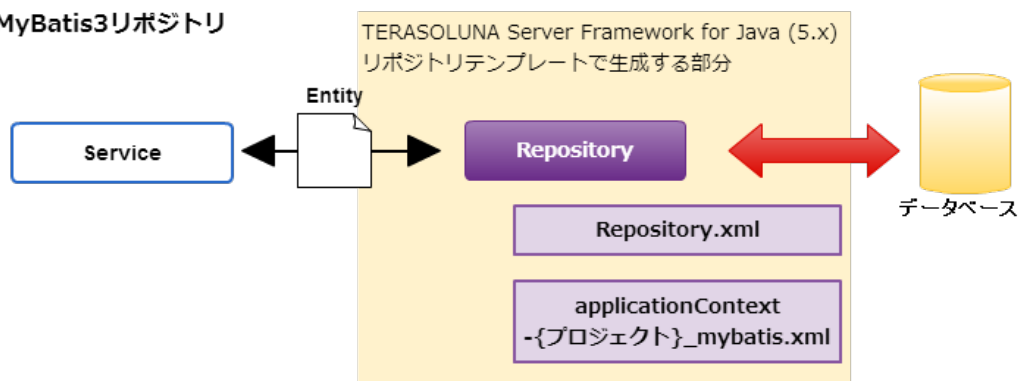 MyBatis3リポジトリ
TERASOLUNA Server Framework for Java (5.x)
リポジトリテンプレートで生成する部分
Entity
Service
Repository
データベース
Repository.xml
applicationContext
-{プロジェクト}_mybatis.xml